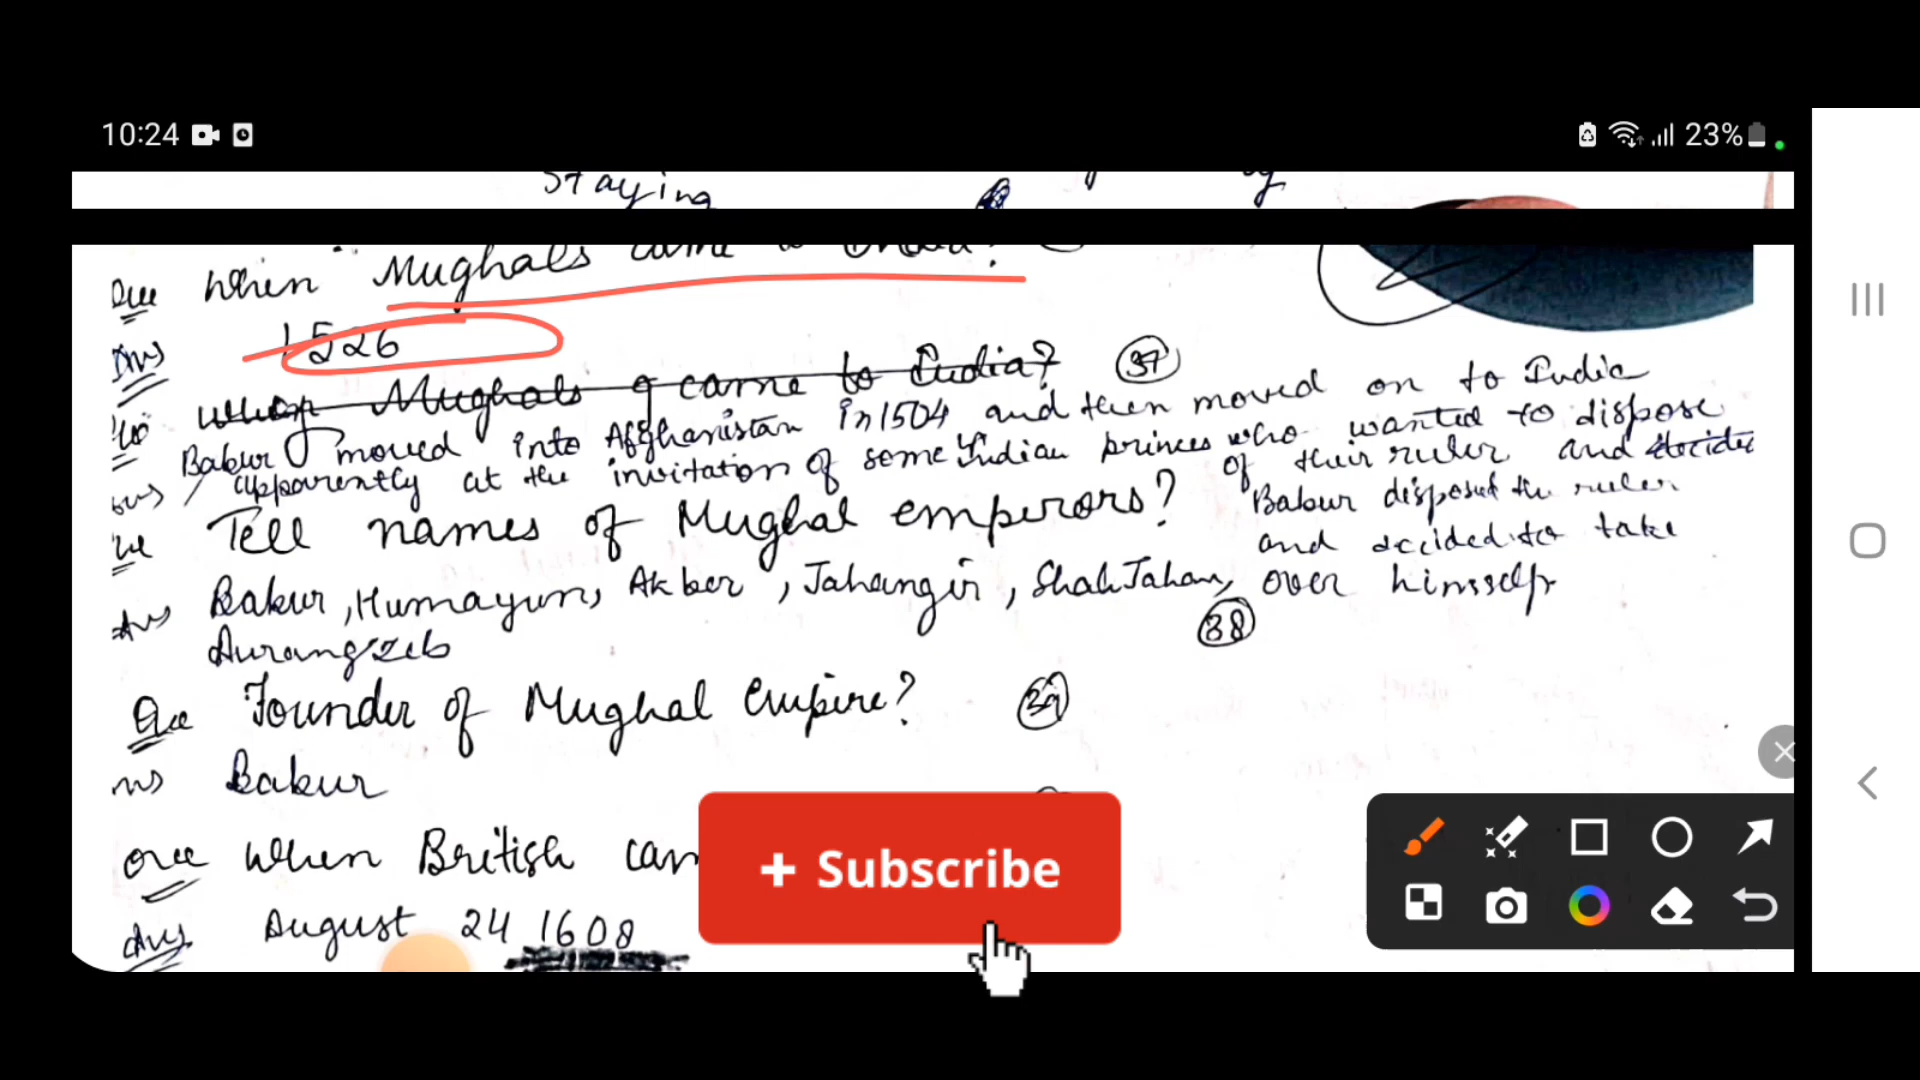 10:24
23%
Staying
Que When Mughals came to India?
Ans 1526
When Mughals came to India? 37
Babur moved into Afghanistan in 1504 and then moved on to India
apparently at the invitation of some Indian princes who wanted to dispose
of their ruler and decided
Babur disposed the ruler
and decided to take
over himsself
Que Tell names of Mughal emperors?
Ans Babur, Humayun, Akber, Jahangir, ShahJahan,
38
Aurangzeb
Que Founder of Mughal Empire? 39
Ans Babur
Que When British cam
+ Subscribe
Ans August 24 1608